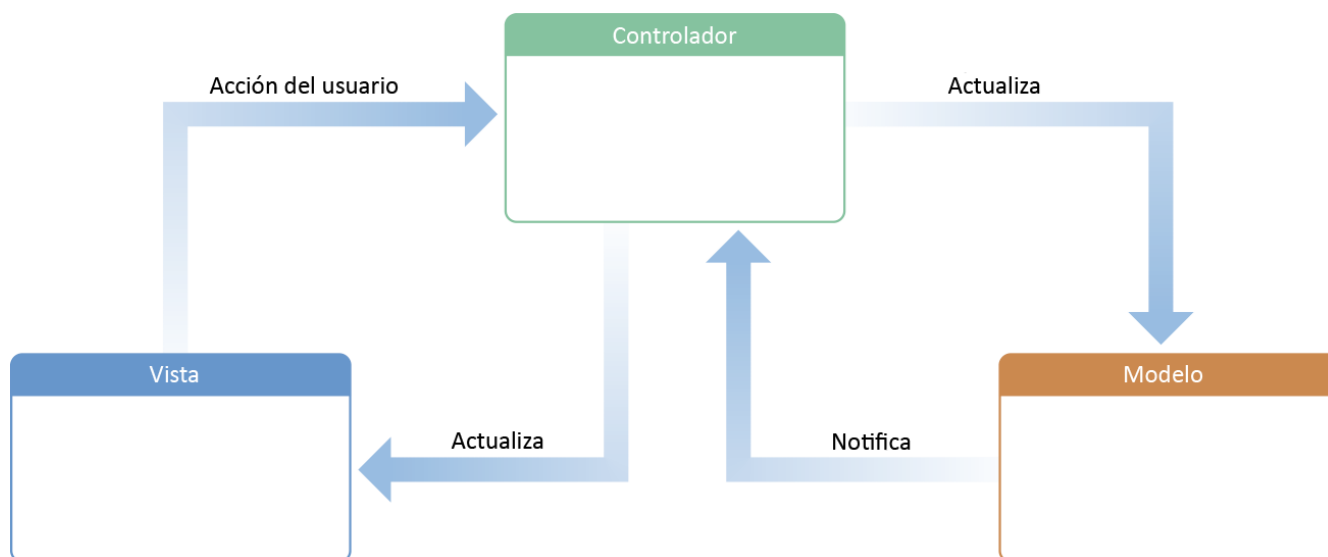 Controlador
Acción del usuario
Actualiza
Vista
Modelo
Actualiza
Notifica